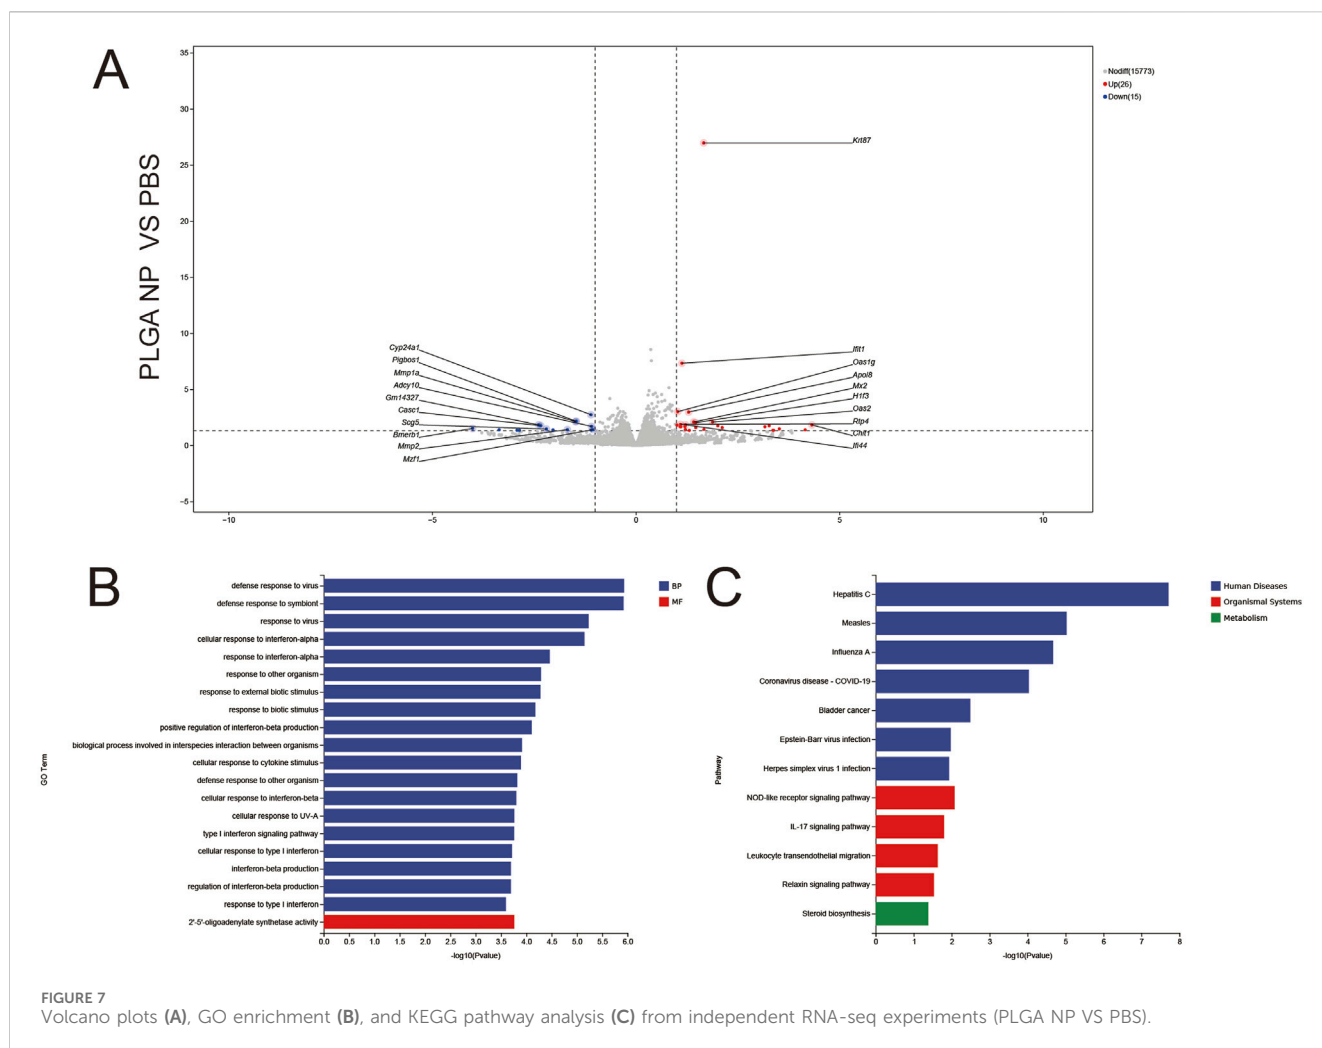 A
PLGA NP VS PBS
35
30
25
20
15
10
5
0
-5
-10
-5
0
5
10
Nodiff(15773)
Up(26)
Down(15)
Krt87
Cyp24a1
Pigbos1
Mmp1a
Adcy10
Gm14327
Casc1
Sog5
Bmerb1
Mmp2
Mzf1
Ifit1
Oas1g
Apol8
Mx2
H1f3
Oas2
Rtp4
Chit1
Ifi44
B
GO Term
defense response to virus
defense response to symbiont
response to virus
cellular response to interferon-alpha
response to interferon-alpha
response to other organism
response to external biotic stimulus
response to biotic stimulus
positive regulation of interferon-beta production
biological process involved in interspecies interaction between organisms
cellular response to cytokine stimulus
defense response to other organism
cellular response to interferon-beta
cellular response to UV-A
type I interferon signaling pathway
cellular response to type I interferon
interferon-beta production
regulation of interferon-beta production
response to type I interferon
2'-5'-oligoadenylate synthetase activity
0.0 0.5 1.0 1.5 2.0 2.5 3.0 3.5 4.0 4.5 5.0 5.5 6.0
-log10(Pvalue)
BP
MF
C
Pathway
Hepatitis C
Measles
Influenza A
Coronavirus disease - COVID-19
Bladder cancer
Epstein-Barr virus infection
Herpes simplex virus 1 infection
NOD-like receptor signaling pathway
IL-17 signaling pathway
Leukocyte transendothelial migration
Relaxin signaling pathway
Steroid biosynthesis
0 1 2 3 4 5 6 7 8
-log10(Pvalue)
Human Diseases
Organismal Systems
Metabolism
FIGURE 7
Volcano plots (A), GO enrichment (B), and KEGG pathway analysis (C) from independent RNA-seq experiments (PLGA NP VS PBS).